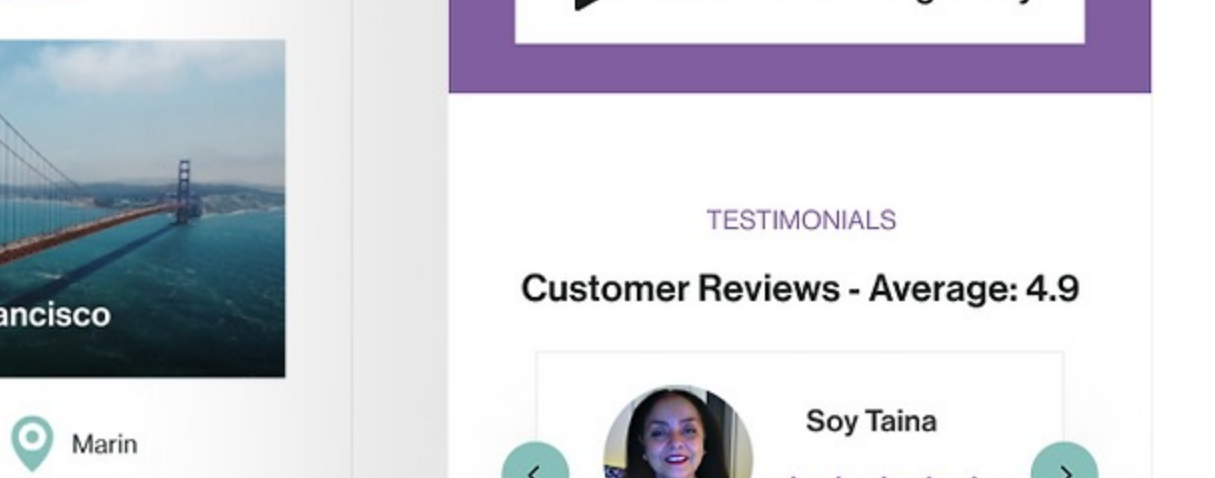 ancisco
Marin
TESTIMONIALS
Customer Reviews - Average: 4.9
Soy Taina